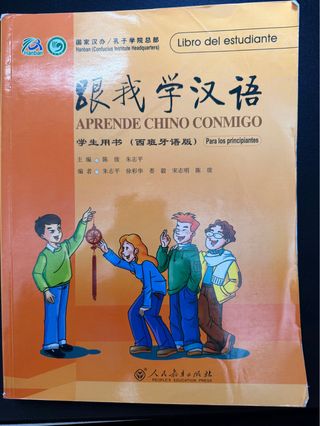 Hanban
国家汉办/孔子学院总部
Hanban (Confucius Institute Headquarters)
Libro del estudiante
跟我学汉语
APRENDE CHINO CONMIGO
学生用书(西班牙语版) Para los principiantes
主编 陈绂 朱志平
编者 朱志平 徐彩华 娄毅 宋志明 陈绂
人民教育出版社
PEOPLE'S EDUCATION PRESS